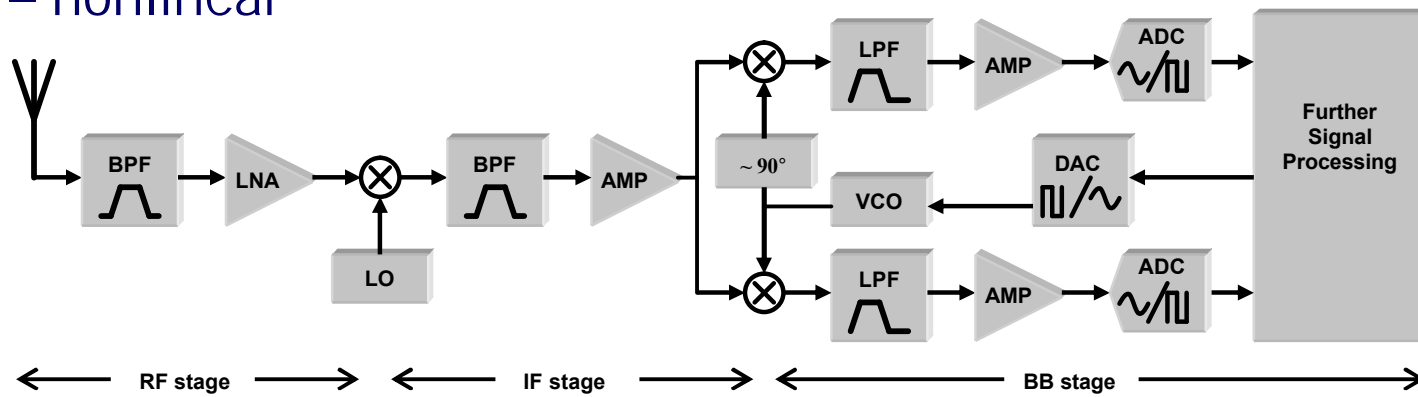 – nonlinear
BPF
LNA
LO
BPF
AMP
~ 90°
LPF
AMP
ADC
VCO
DAC
LPF
AMP
ADC
Further
Signal
Processing
RF stage
IF stage
BB stage